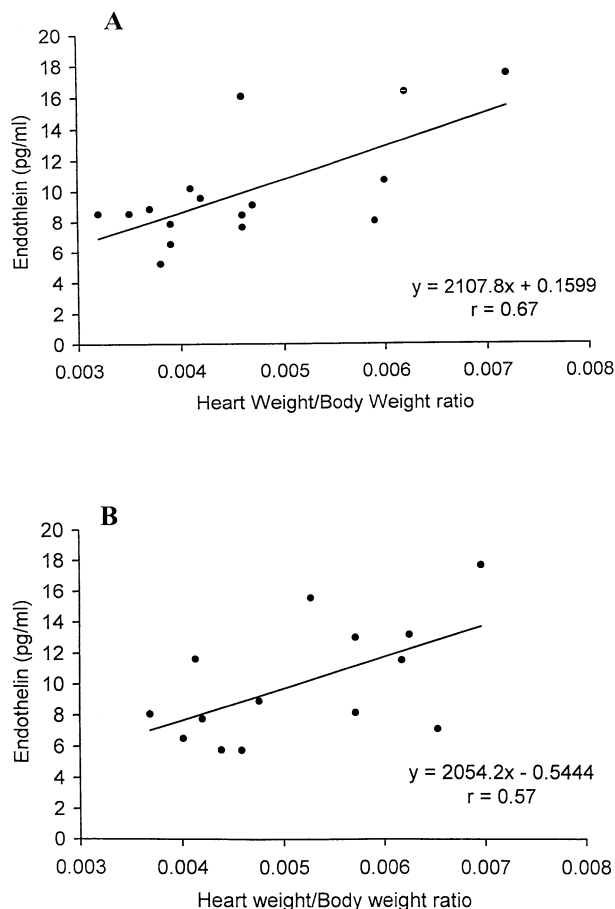 A
20
18
16
14
12
10
8
6
4
2
0
Endothlein (pg/ml)
y = 2107.8x + 0.1599
r = 0.67
0.003 0.004 0.005 0.006 0.007 0.008
Heart Weight/Body Weight ratio
B
20
18
16
14
12
10
8
6
4
2
0
Endothelin (pg/ml)
y = 2054.2x - 0.5444
r = 0.57
0.003 0.004 0.005 0.006 0.007 0.008
Heart weight/Body weight ratio